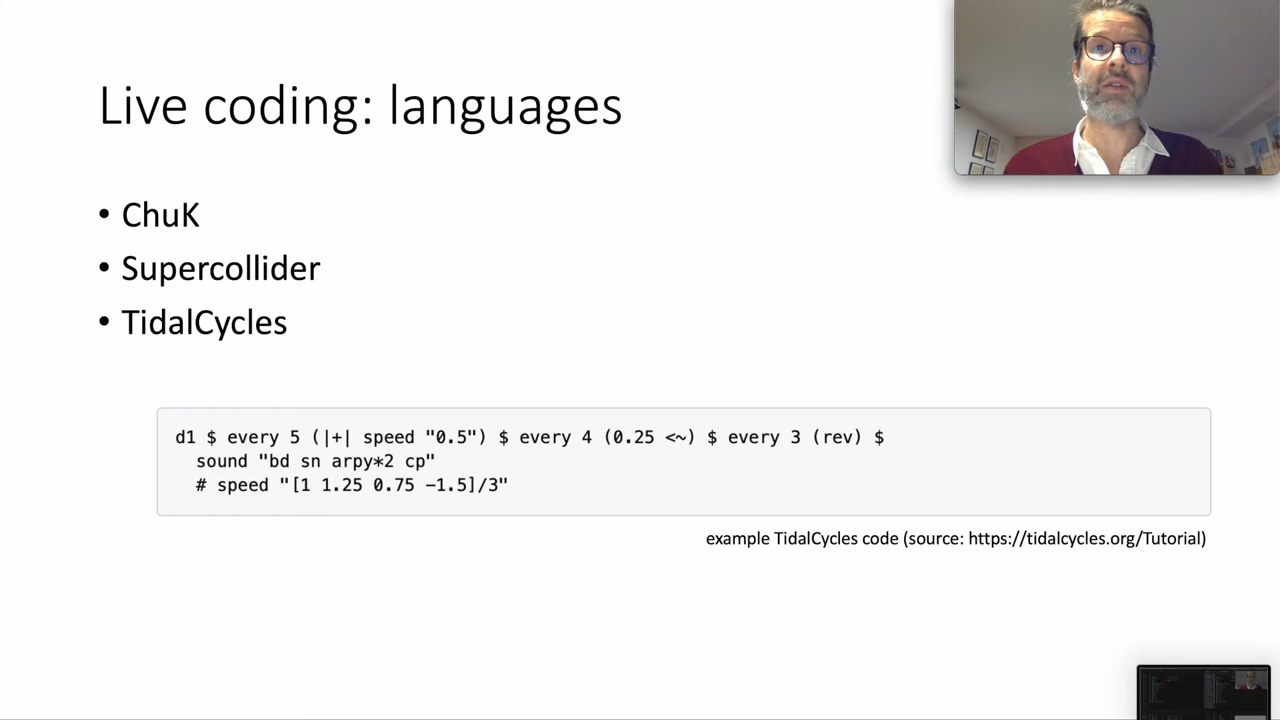 Live coding: languages
• ChuK
• Supercollider
• TidalCycles
d1 $ every 5 (|+| speed "0.5") $ every 4 (0.25 <~) $ every 3 (rev) $
sound "bd sn arpy*2 cp"
# speed "[1 1.25 0.75 -1.5]/3"
example TidalCycles code (source: https://tidalcycles.org/Tutorial)